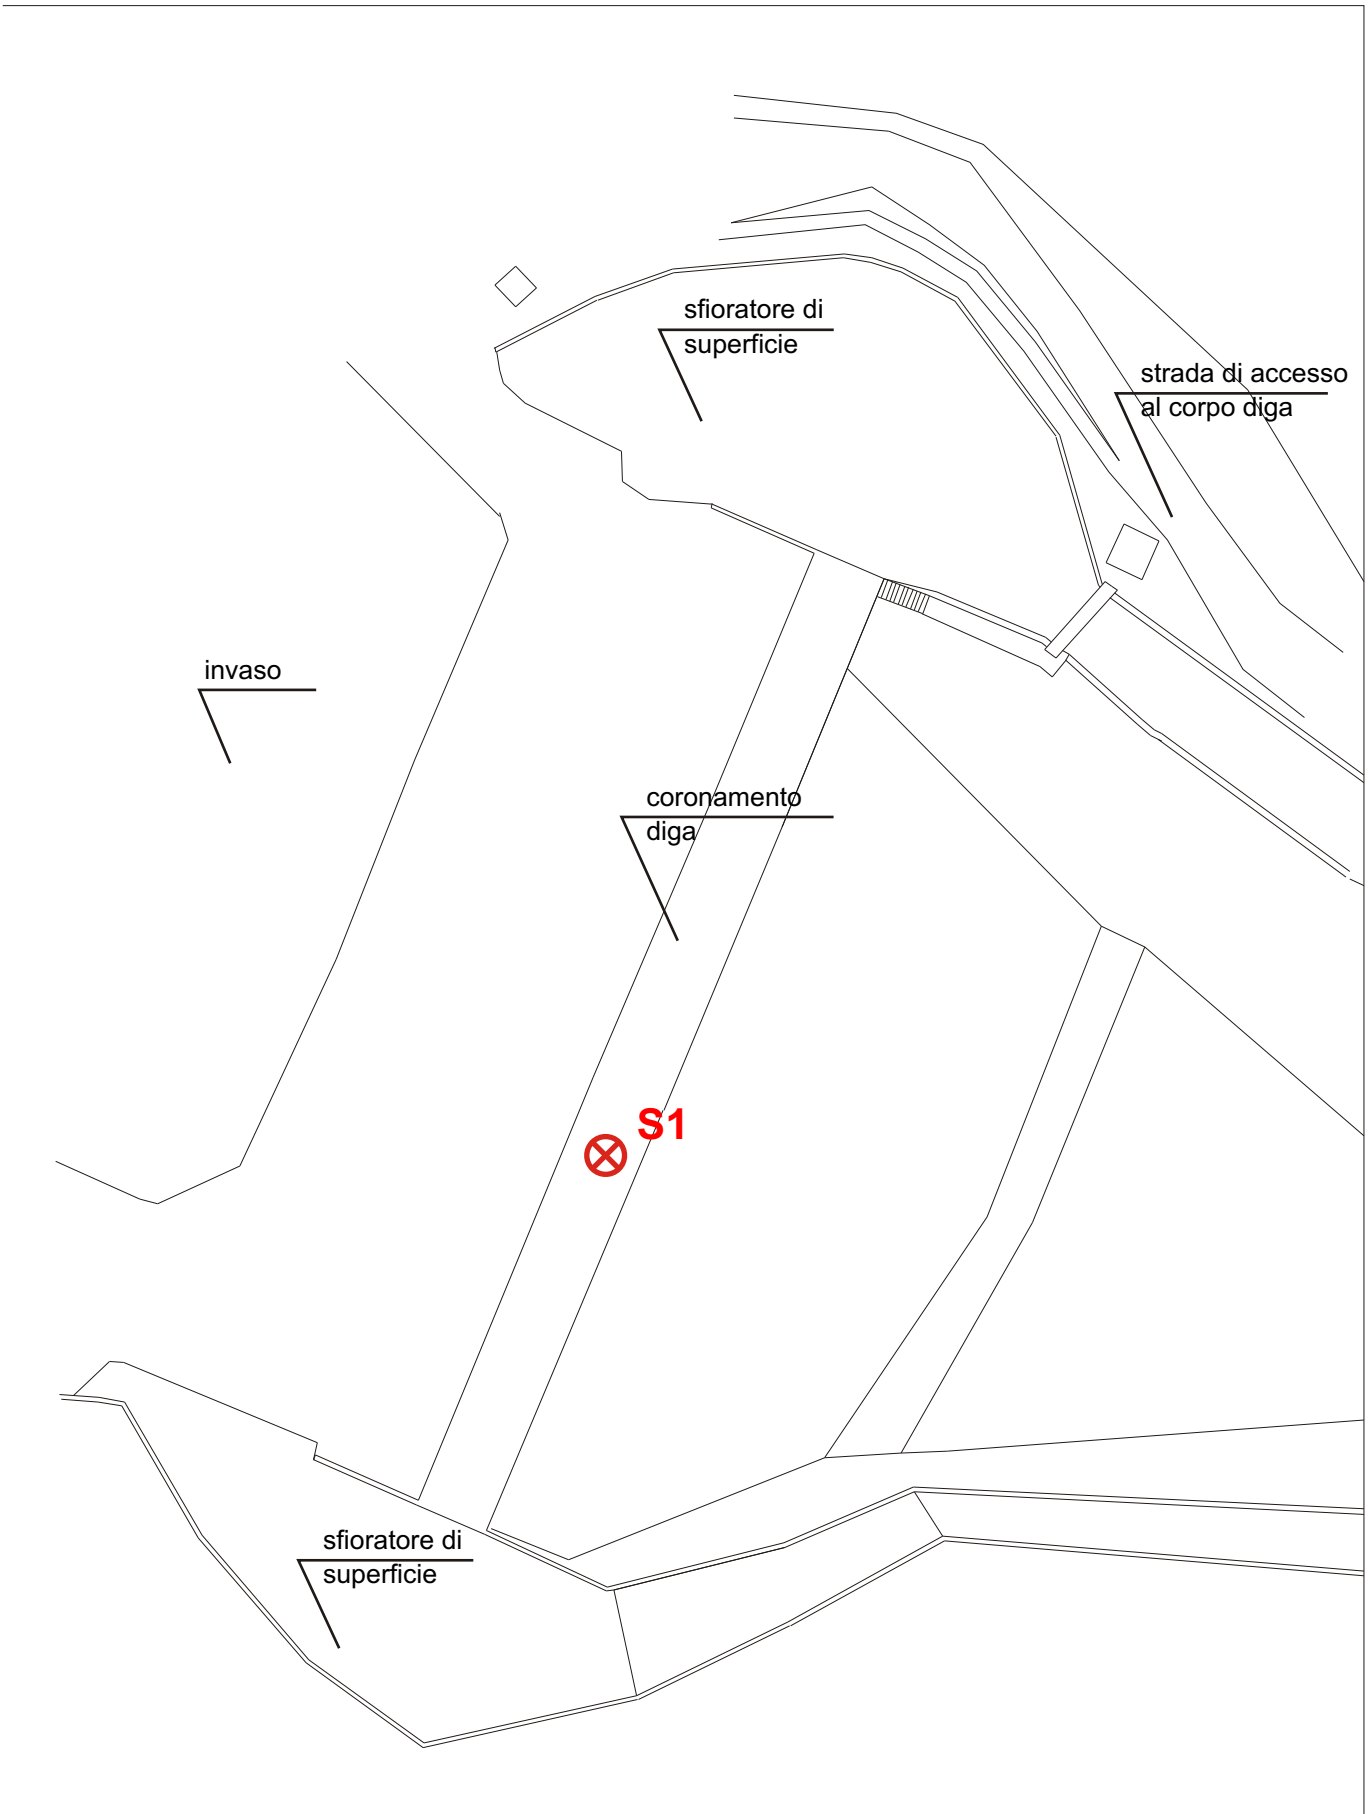 sfioratore di
superficie
strada di accesso
al corpo diga
invaso
coronamento
diga
S1
sfioratore di
superficie